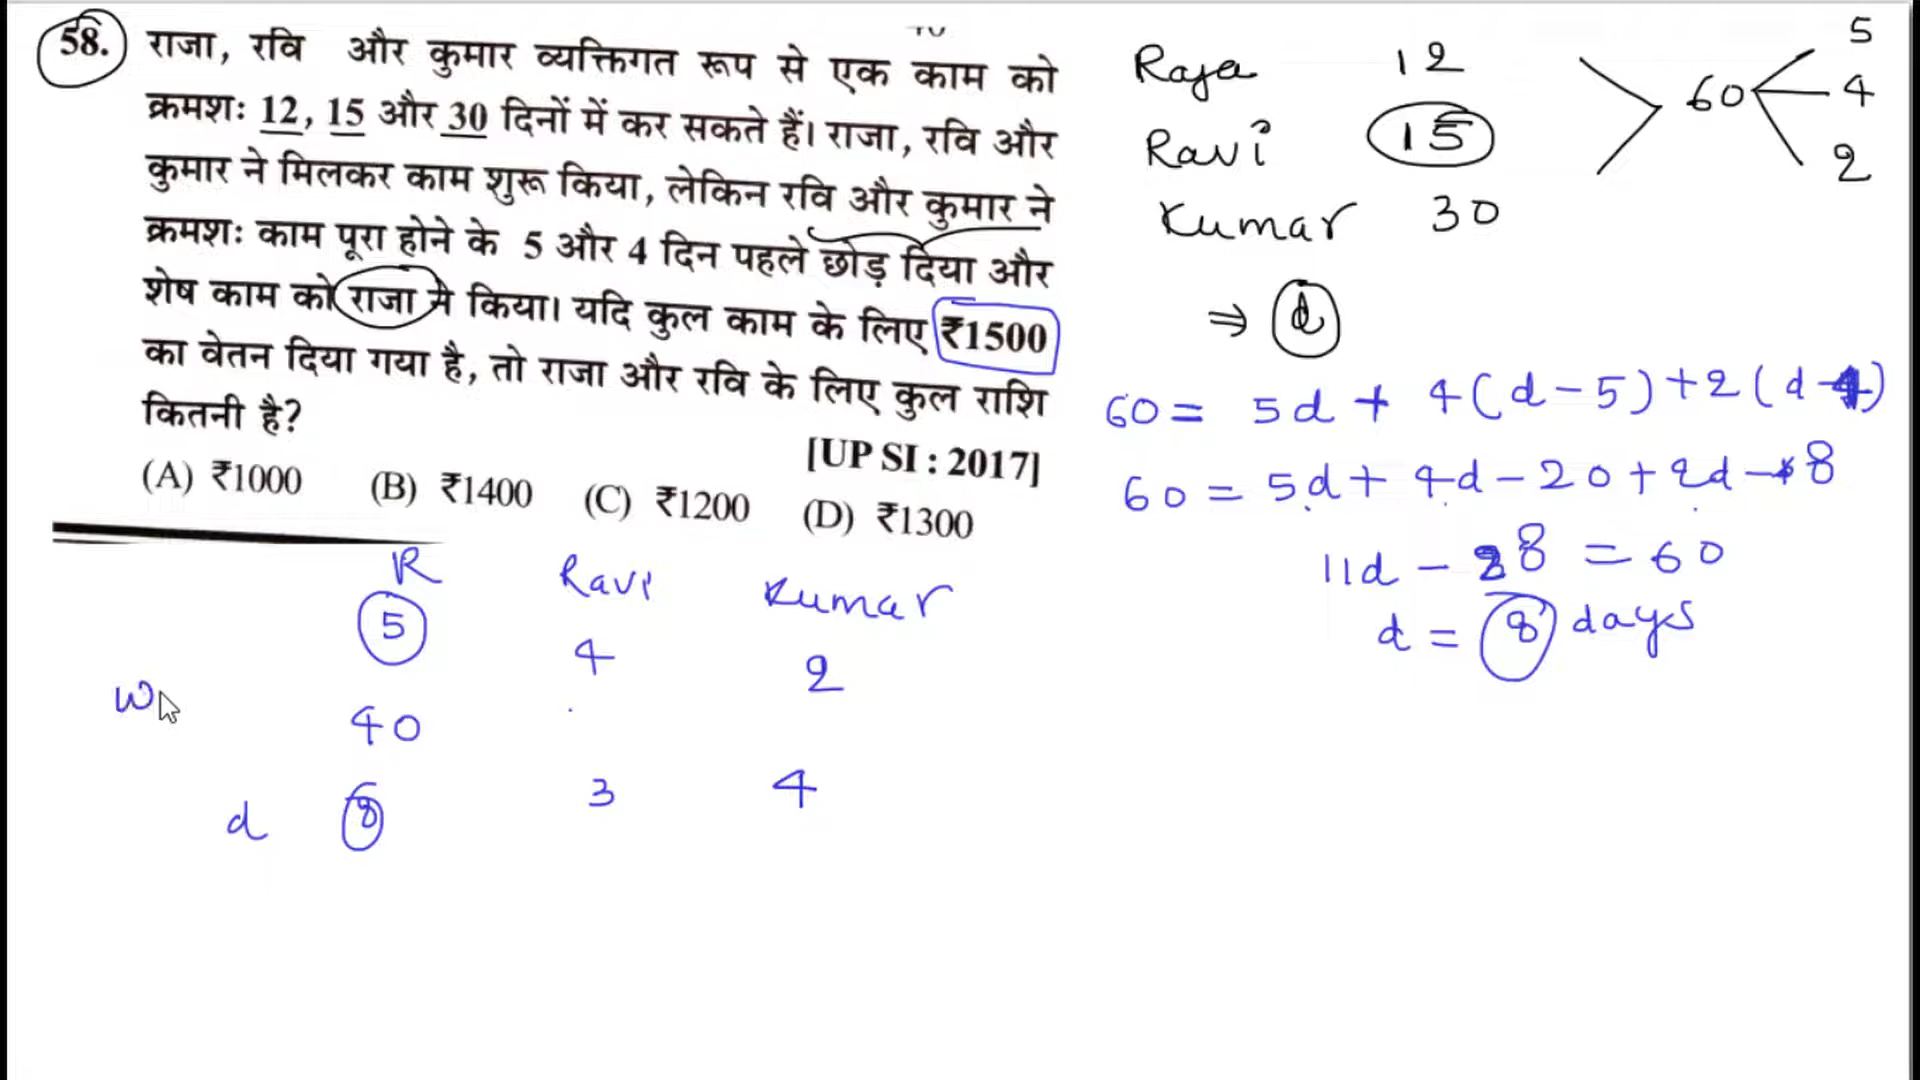 58. राजा, रवि और कुमार व्यक्तिगत रूप से एक काम को
क्रमशः 12, 15 और 30 दिनों में कर सकते हैं। राजा, रवि और
कुमार ने मिलकर काम शुरू किया, लेकिन रवि और कुमार ने
क्रमशः काम पूरा होने के 5 और 4 दिन पहले छोड़ दिया और
शेष काम को राजा ने किया। यदि कुल काम के लिए ₹1500
का वेतन दिया गया है, तो राजा और रवि के लिए कुल राशि
कितनी है?
[UP SI : 2017]
(A) ₹1000 (B) ₹1400 (C) ₹1200 (D) ₹1300
Raja 12
Ravi 15
Kumar 30
60
5
4
2
⇒ d
60 = 5d + 4(d-5)+2(d-4)
60 = 5d + 4d - 20 + 2d - 8
11d - 28 = 60
d = 8 days
R Ravi Kumar
5 4 2
W 40
d 8 3 4